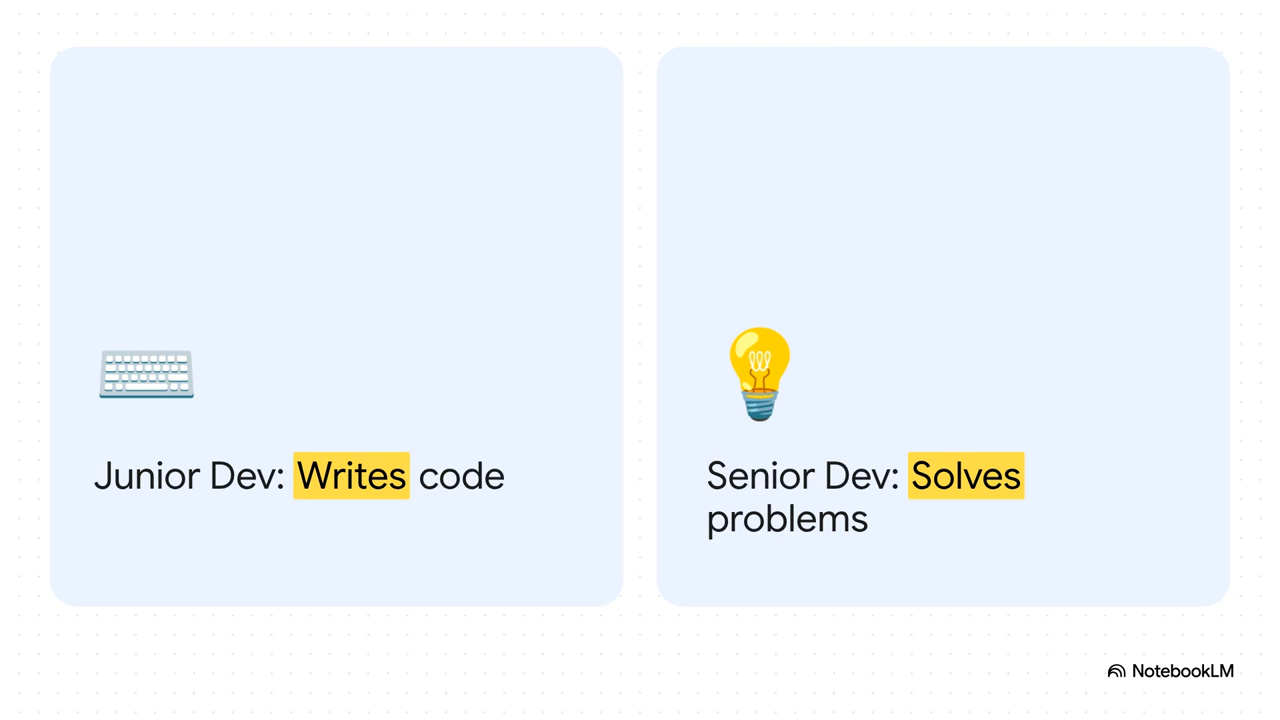 Junior Dev: Writes code
Senior Dev: Solves
problems
NotebookLM